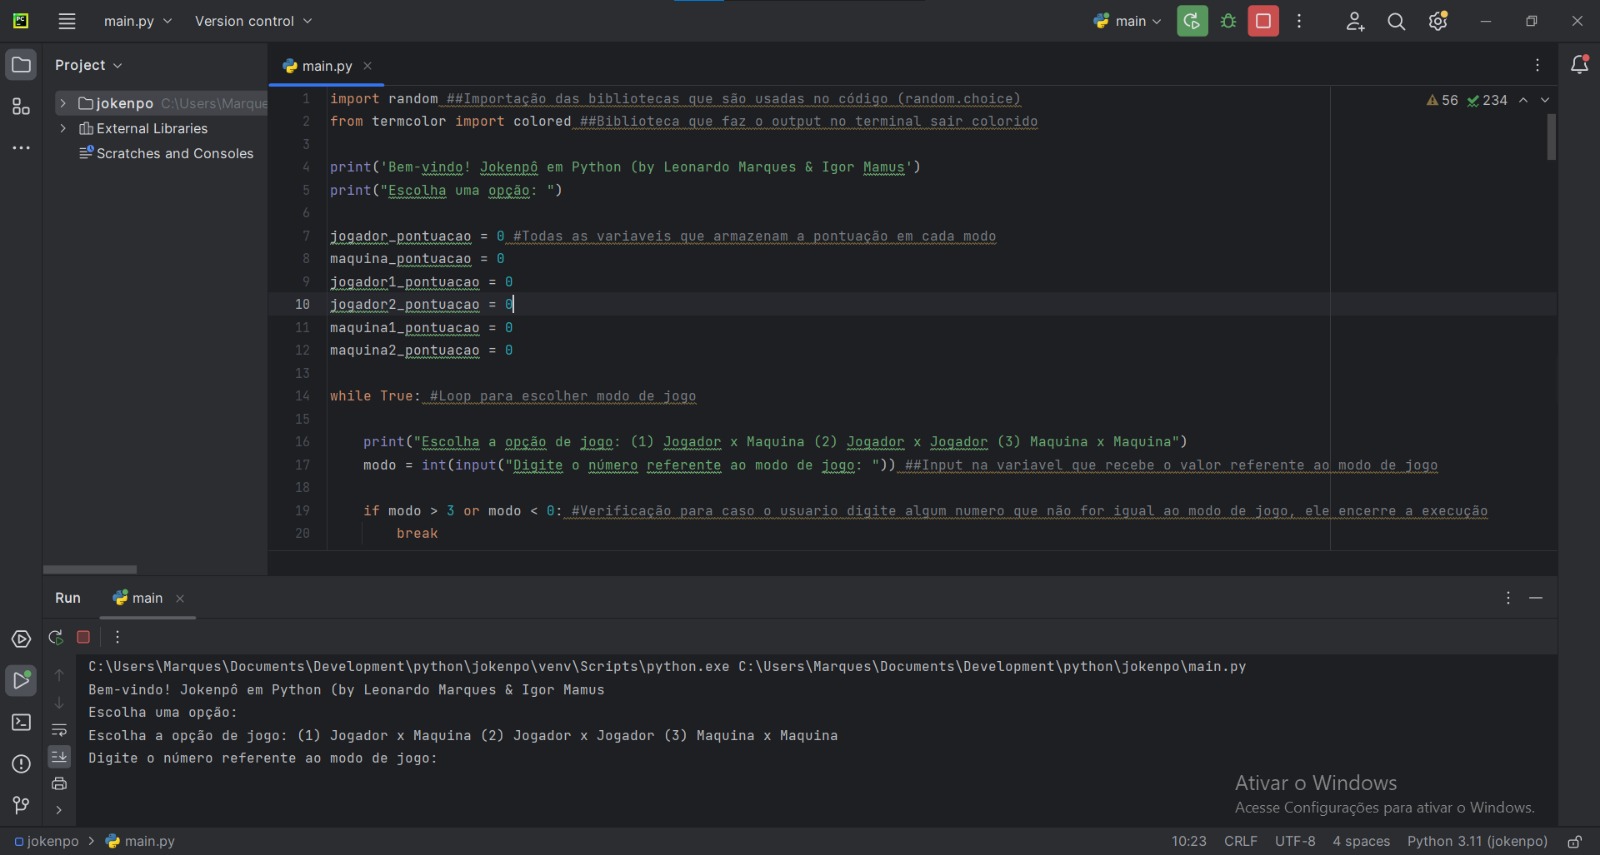 main.py
Version control
main
Project
main.py
jokenpo C:\Users\Marque
External Libraries
Scratches and Consoles
56 234
1 import random ##Importação das bibliotecas que são usadas no código (random.choice)
2 from termcolor import colored ##Biblioteca que faz o output no terminal sair colorido
3
4 print('Bem-vindo! Jokenpô em Python (by Leonardo Marques & Igor Mamus')
5 print("Escolha uma opção: ")
6
7 jogador_pontuacao = 0 #Todas as variaveis que armazenam a pontuação em cada modo
8 maquina_pontuacao = 0
9 jogador1_pontuacao = 0
10 jogador2_pontuacao = 0
11 maquina1_pontuacao = 0
12 maquina2_pontuacao = 0
13
14 while True: #Loop para escolher modo de jogo
15
16 print("Escolha a opção de jogo: (1) Jogador x Maquina (2) Jogador x Jogador (3) Maquina x Maquina")
17 modo = int(input("Digite o número referente ao modo de jogo: ")) ##Input na variavel que recebe o valor referente ao modo de jogo
18
19 if modo > 3 or modo < 0: #Verificação para caso o usuario digite algum numero que não for igual ao modo de jogo, ele encerre a execução
20 break
Run main
C:\Users\Marques\Documents\Development\python\jokenpo\venv\Scripts\python.exe C:\Users\Marques\Documents\Development\python\jokenpo\main.py
Bem-vindo! Jokenpô em Python (by Leonardo Marques & Igor Mamus
Escolha uma opção:
Escolha a opção de jogo: (1) Jogador x Maquina (2) Jogador x Jogador (3) Maquina x Maquina
Digite o número referente ao modo de jogo:
Ativar o Windows
Acesse Configurações para ativar o Windows.
jokenpo > main.py
10:23 CRLF UTF-8 4 spaces Python 3.11 (jokenpo)